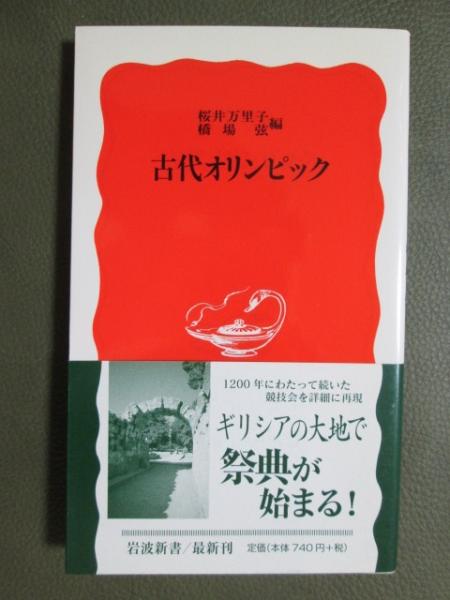 桜井万里子
橋場弦編
古代オリンピック
1200年にわたって続いた
競技会を詳細に再現
ギリシアの大地で
祭典が
始まる!
岩波新書/最新刊 定価(本体740円+税)